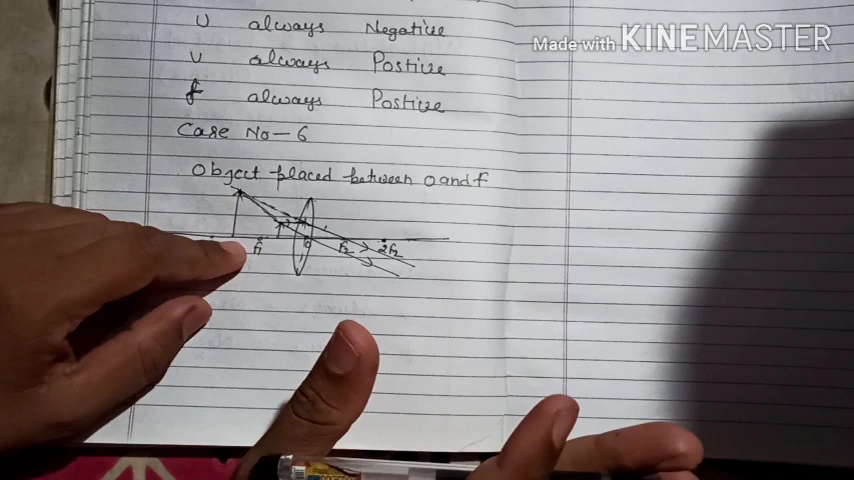 U always Negative
Made with KINEMASTER
v always Postive
f always Postive
Case No-6
Object placed between O and f
F1 O F2 2F2